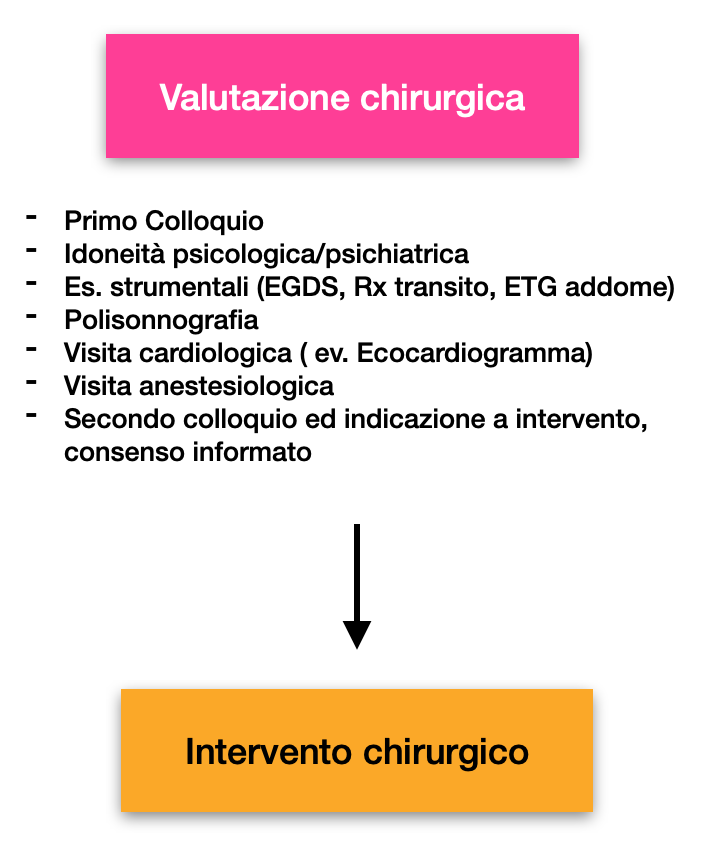 Valutazione chirurgica
- Primo Colloquio
- Idoneità psicologica/psichiatrica
- Es. strumentali (EGDS, Rx transito, ETG addome)
- Polisonnografia
- Visita cardiologica ( ev. Ecocardiogramma)
- Visita anestesiologica
- Secondo colloquio ed indicazione a intervento,
consenso informato
Intervento chirurgico